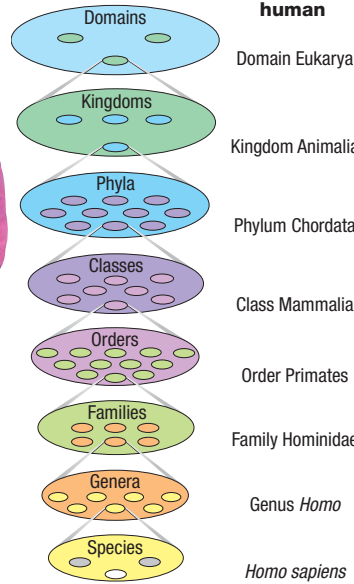 human
Domains
Domain Eukarya
Kingdoms
Kingdom Animalia
Phyla
Phylum Chordata
Classes
Class Mammalia
Orders
Order Primates
Families
Family Hominidae
Genera
Genus Homo
Species
Homo sapiens